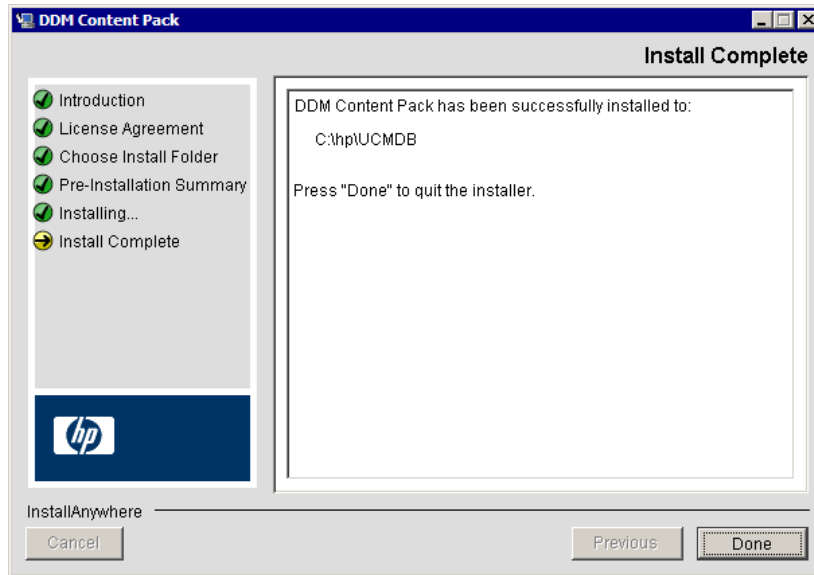 DDM Content Pack
Install Complete
Introduction
License Agreement
Choose Install Folder
Pre-Installation Summary
Installing...
Install Complete
DDM Content Pack has been successfully installed to:
C:\hp\UCMDB
Press "Done" to quit the installer.
hp
InstallAnywhere
Cancel
Previous
Done